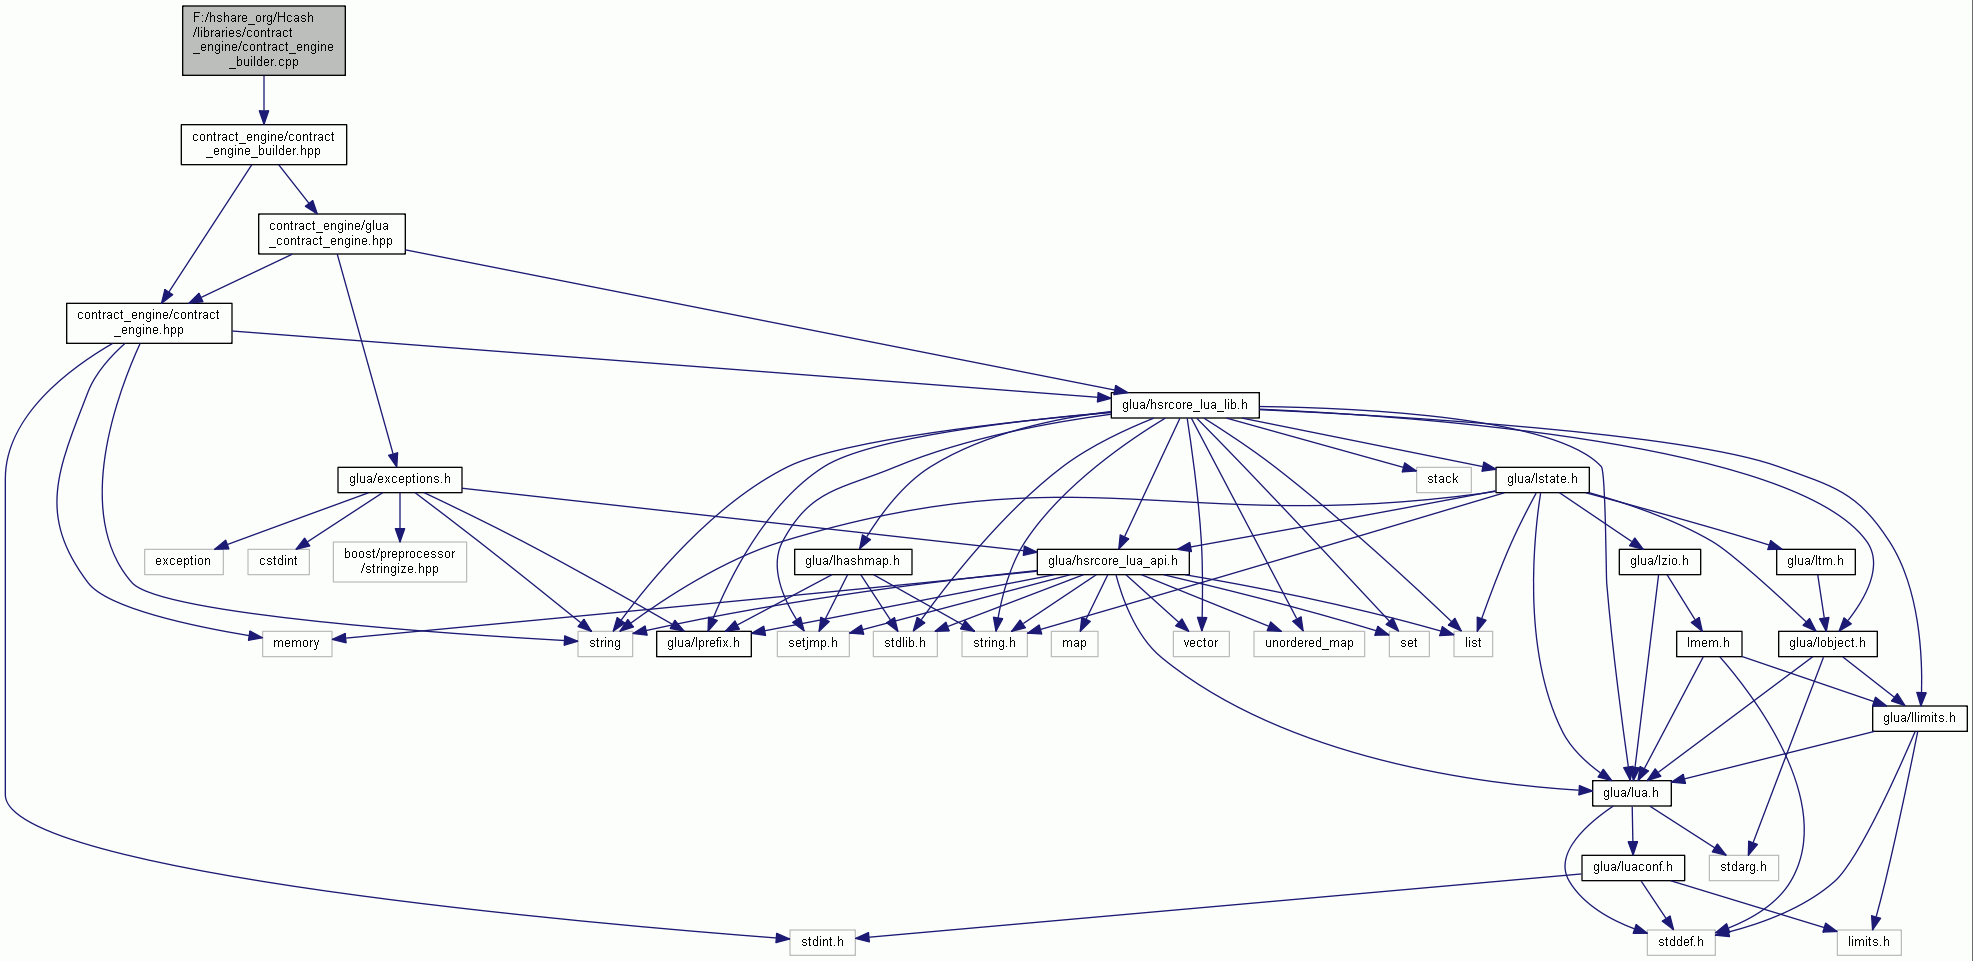 F:/hshare_org/Hcash
/libraries/contract
_engine/contract_engine
_builder.cpp
contract_engine/contract
_engine_builder.hpp
contract_engine/glua
_contract_engine.hpp
contract_engine/contract
_engine.hpp
glua/hsrcore_lua_lib.h
glua/exceptions.h
stack
glua/lstate.h
exception
cstdint
boost/preprocessor
/stringize.hpp
glua/lhashmap.h
glua/hsrcore_lua_api.h
glua/lzio.h
glua/ltm.h
memory
string
glua/lprefix.h
setjmp.h
stdlib.h
string.h
map
vector
unordered_map
set
list
lmem.h
glua/lobject.h
glua/llimits.h
glua/lua.h
glua/luaconf.h
stdarg.h
stdint.h
stddef.h
limits.h